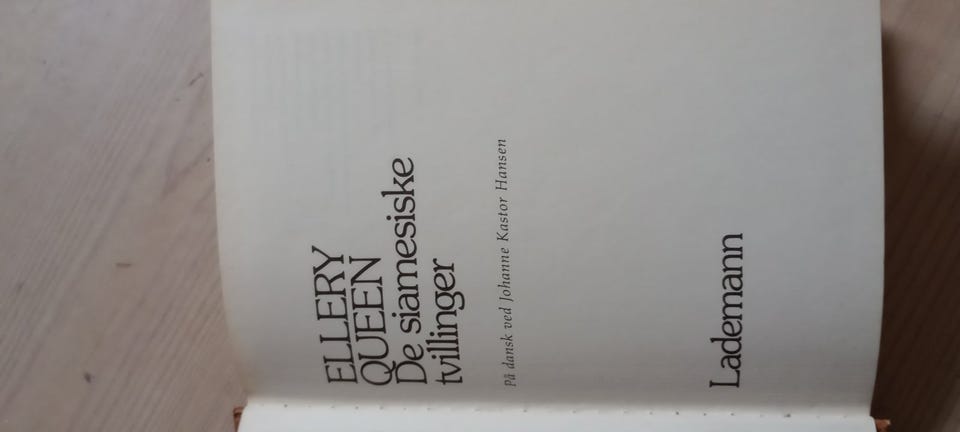 ELLERY
QUEEN
De siamesiske
tvillinger
På dansk ved Johanne Kastor Hansen
Lademann